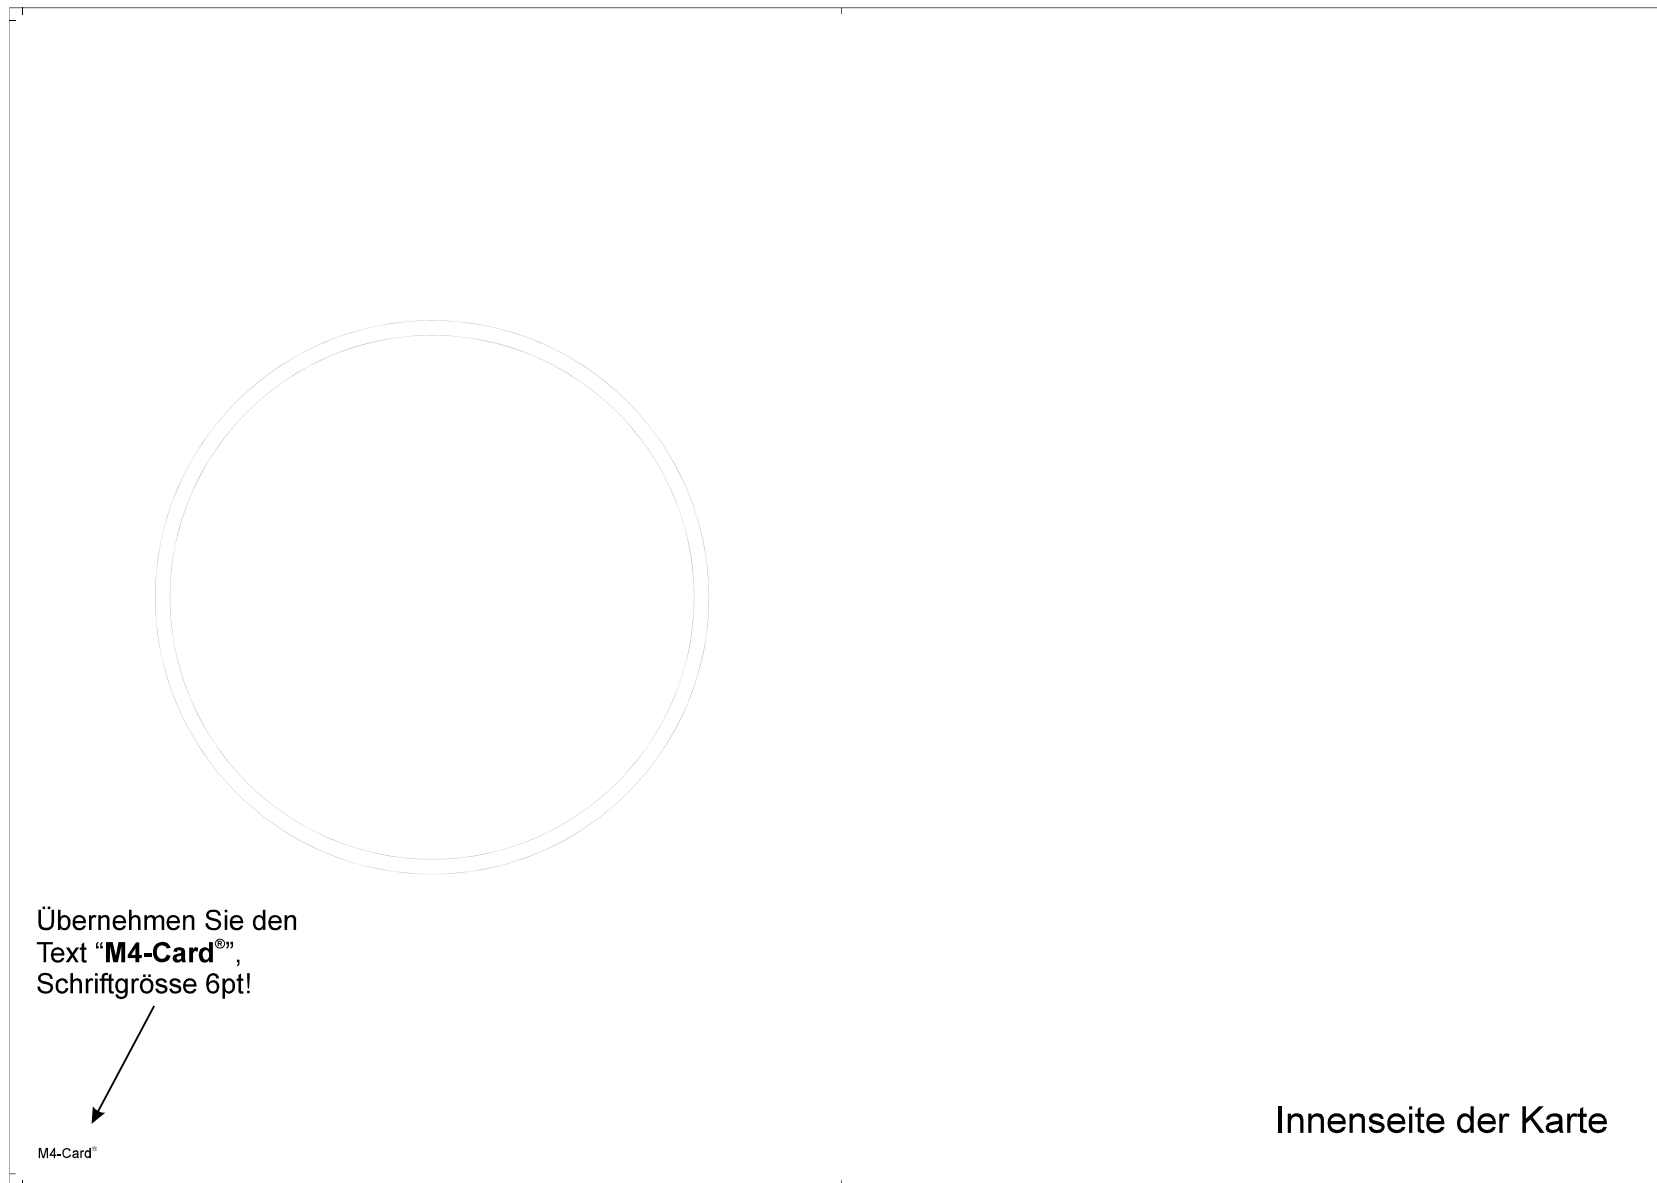 Übernehmen Sie den
Text “M4-Card®”,
Schriftgrösse 6pt!
M4-Card®
Innenseite der Karte